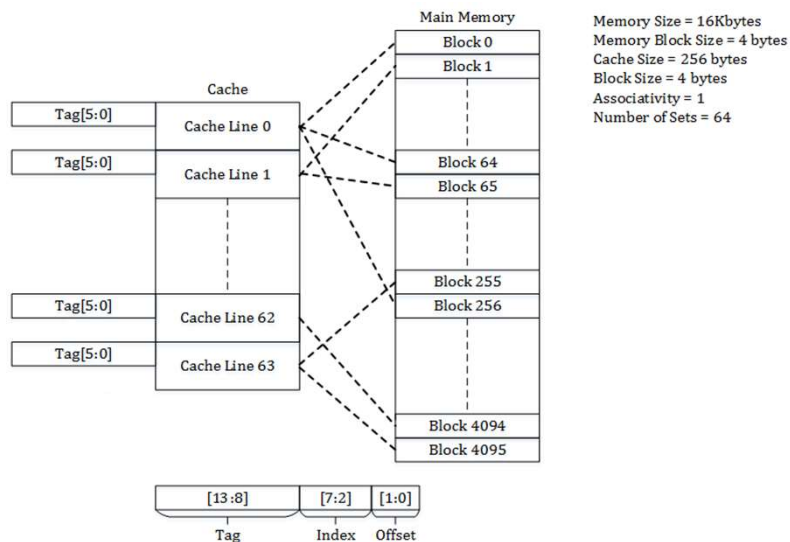 Main Memory
Block 0
Block 1
Block 64
Block 65
Block 255
Block 256
Block 4094
Block 4095
Cache
Tag[5:0]
Cache Line 0
Tag[5:0]
Cache Line 1
Tag[5:0]
Cache Line 62
Tag[5:0]
Cache Line 63
[13:8] [7:2] [1:0]
Tag Index Offset
Memory Size = 16Kbytes
Memory Block Size = 4 bytes
Cache Size = 256 bytes
Block Size = 4 bytes
Associativity = 1
Number of Sets = 64